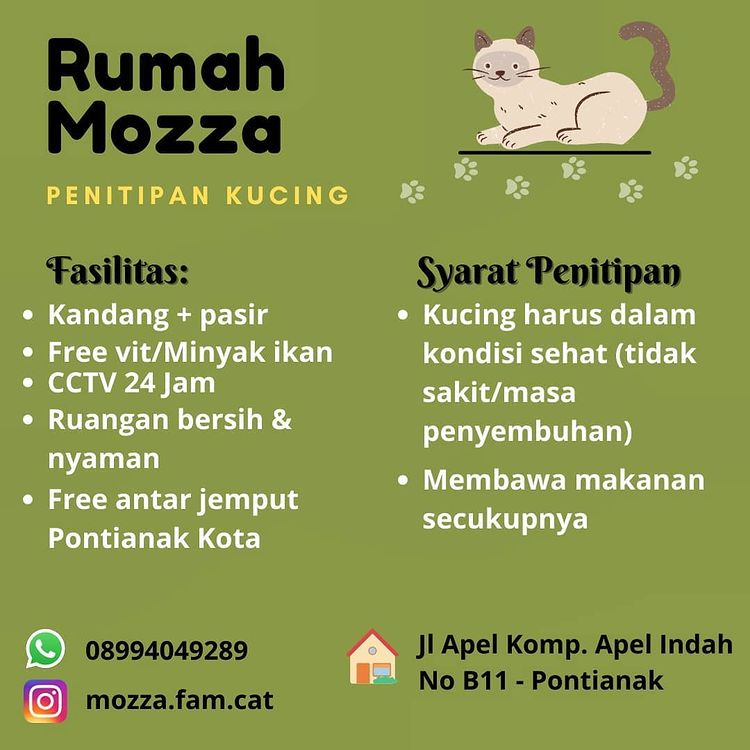 Rumah
Mozza
PENITIPAN KUCING
Fasilitas:
• Kandang + pasir
• Free vit/Minyak ikan
• CCTV 24 Jam
• Ruangan bersih &
nyaman
• Free antar jemput
Pontianak Kota
Syarat Penitipan
• Kucing harus dalam
kondisi sehat (tidak
sakit/masa
penyembuhan)
• Membawa makanan
secukupnya
08994049289
mozza.fam.cat
Jl Apel Komp. Apel Indah
No B11 - Pontianak